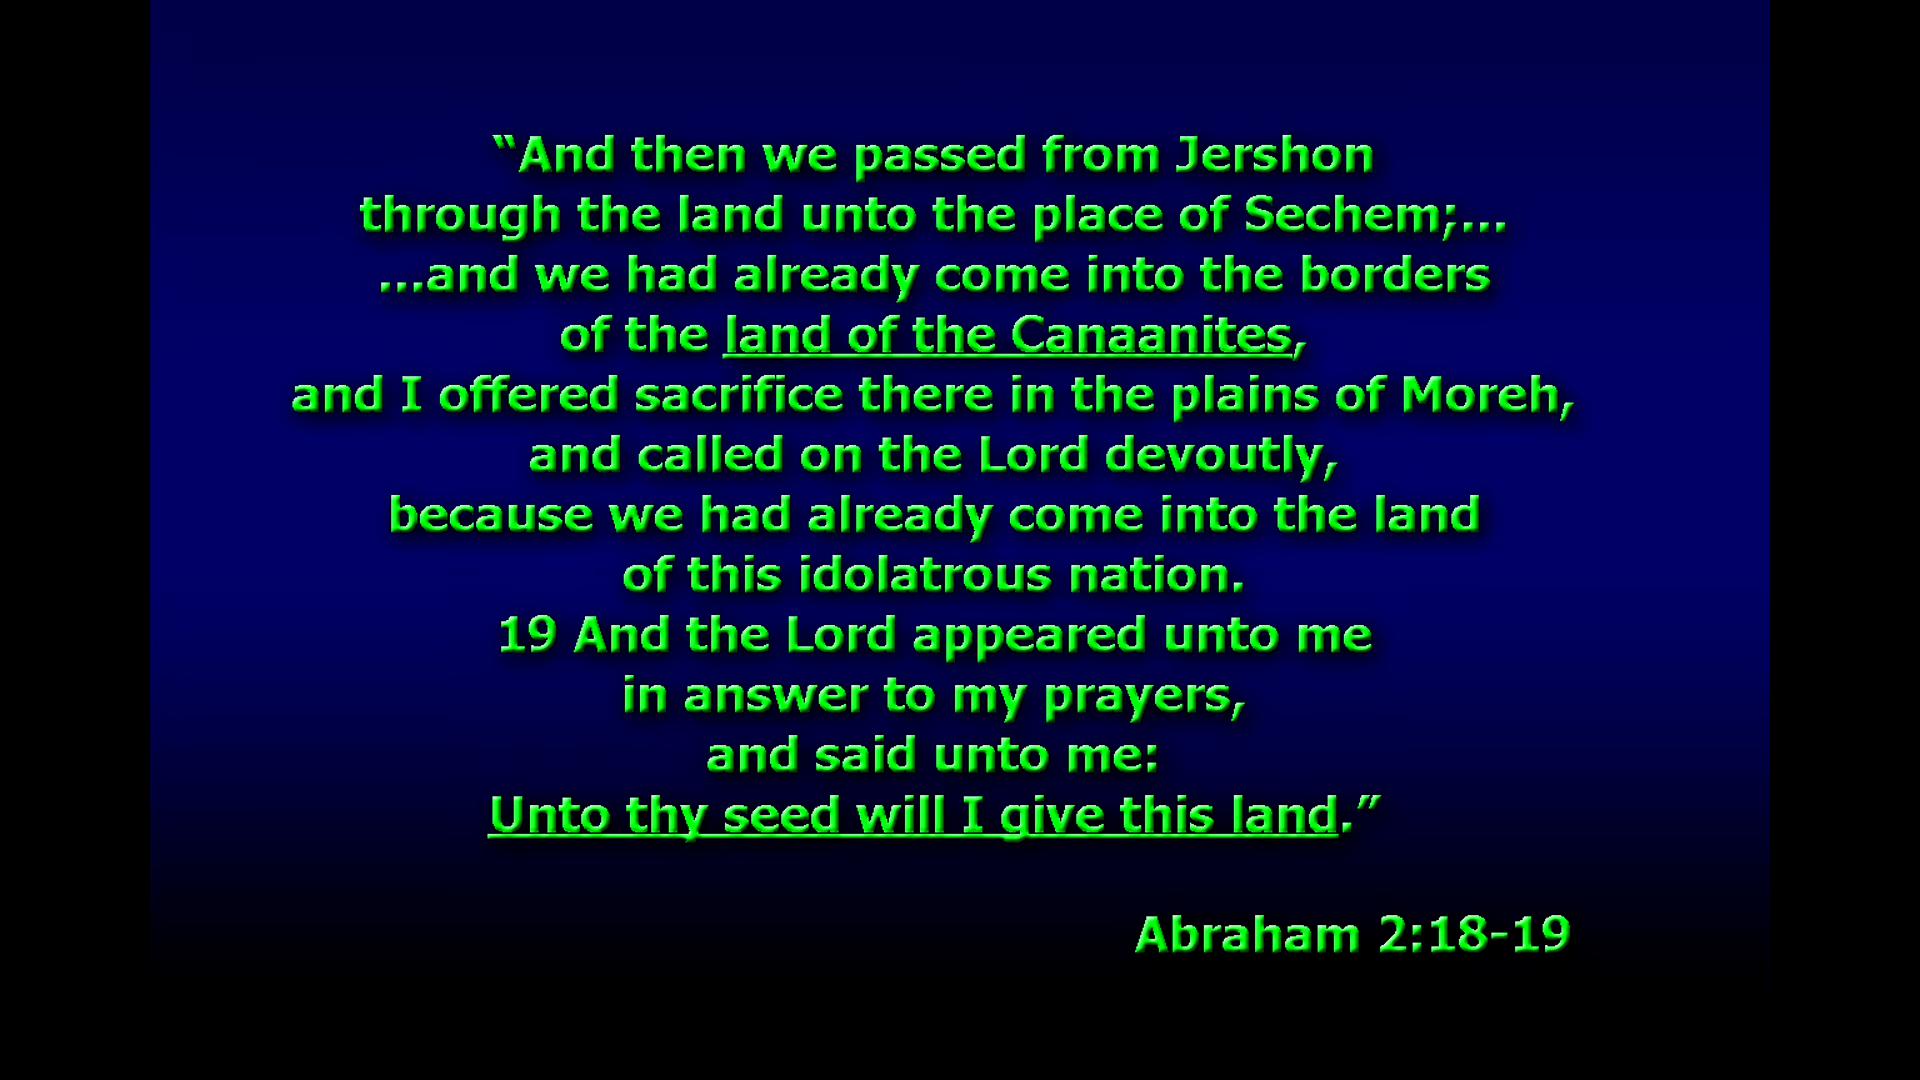 “And then we passed from Jershon
through the land unto the place of Sechem;...
...and we had already come into the borders
of the land of the Canaanites,
and I offered sacrifice there in the plains of Moreh,
and called on the Lord devoutly,
because we had already come into the land
of this idolatrous nation.
19 And the Lord appeared unto me
in answer to my prayers,
and said unto me:
Unto thy seed will I give this land.”
Abraham 2:18-19